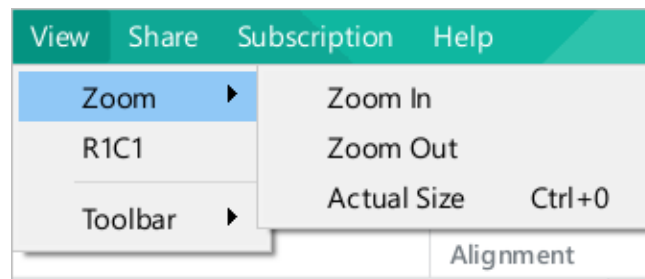 View Share Subscription Help
Zoom Zoom In
R1C1 Zoom Out
Toolbar Actual Size Ctrl+0
Alignment